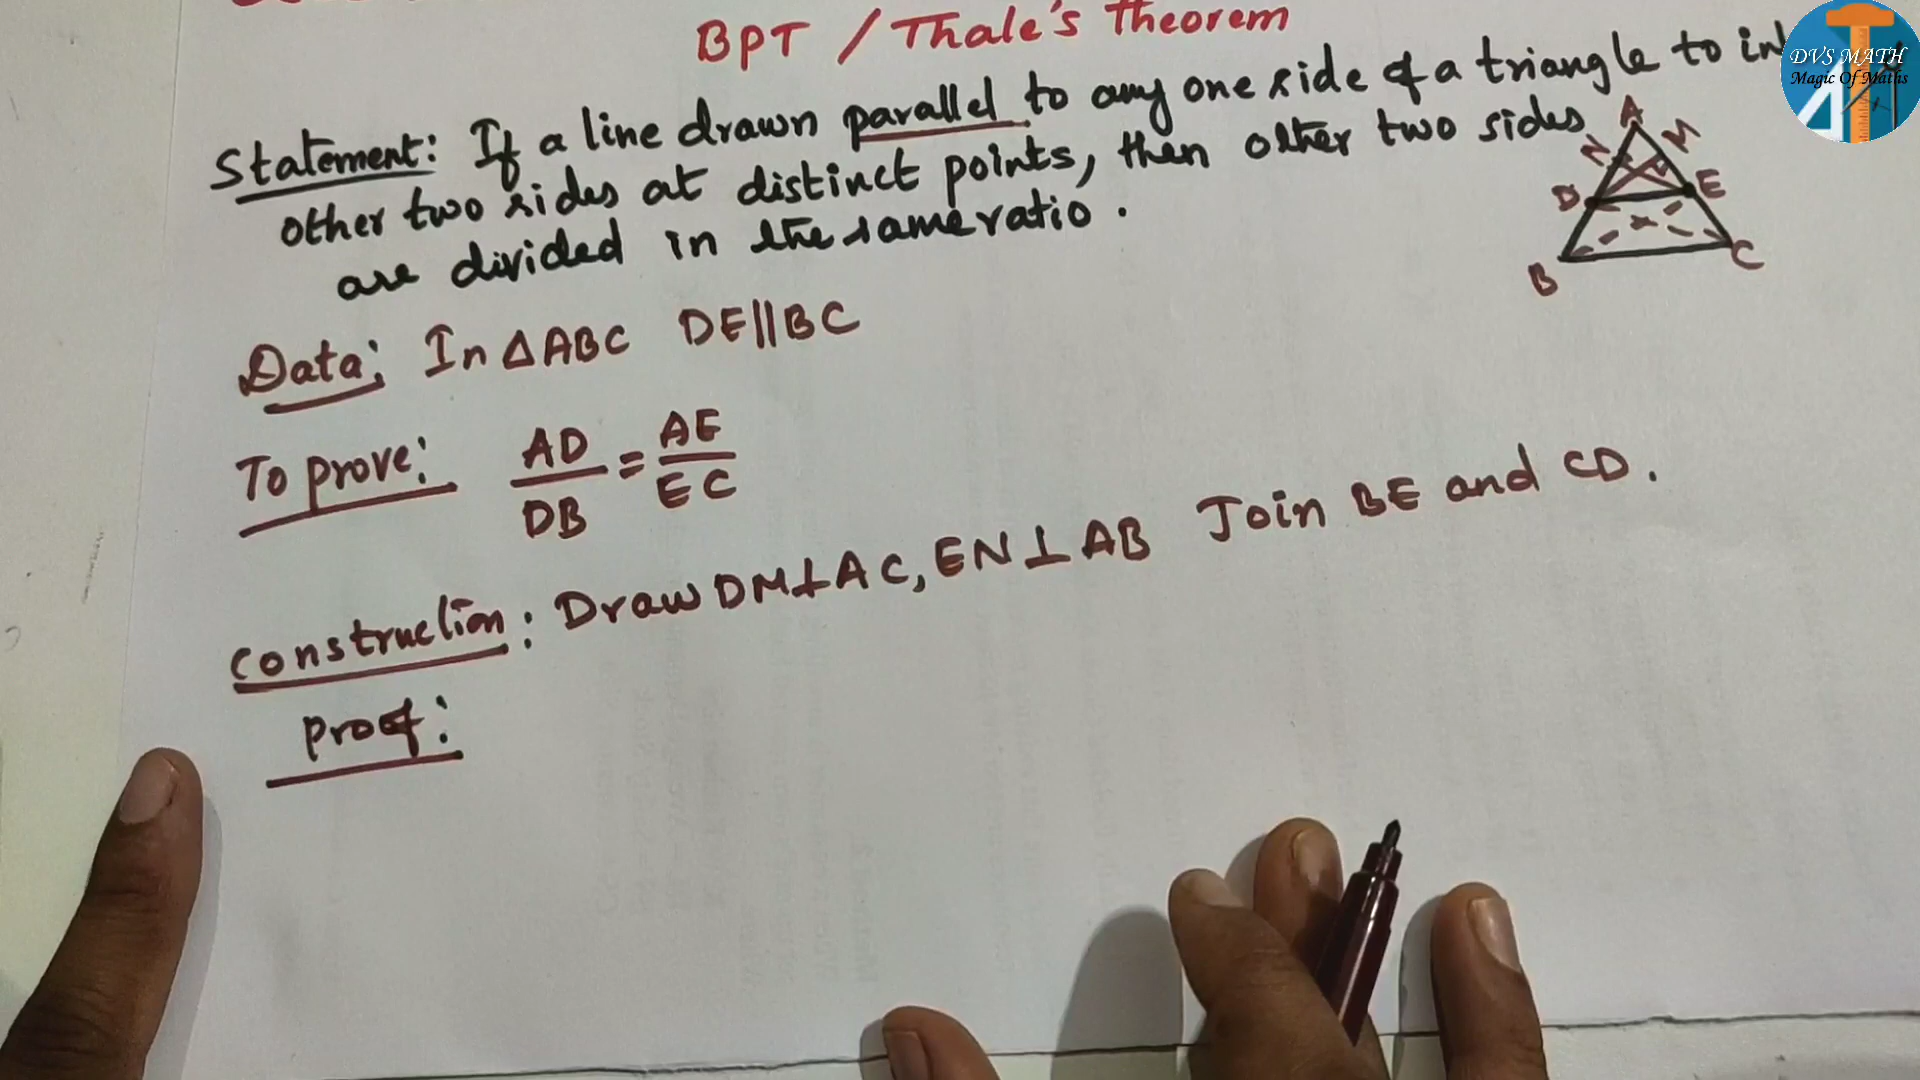 BPT / Thale's Theorem
Statement: If a line drawn parallel to any one side of a triangle to
other two sides at distinct points, then other two sides
are divided in the same ratio.
Data: In △ABC DE||BC
To prove: AD/DB = AE/EC
Construction: Draw DM⊥AC, EN⊥AB Join BE and CD.
Proof:
A
N M
D E
B C
DVS MATH
Magic Of Maths